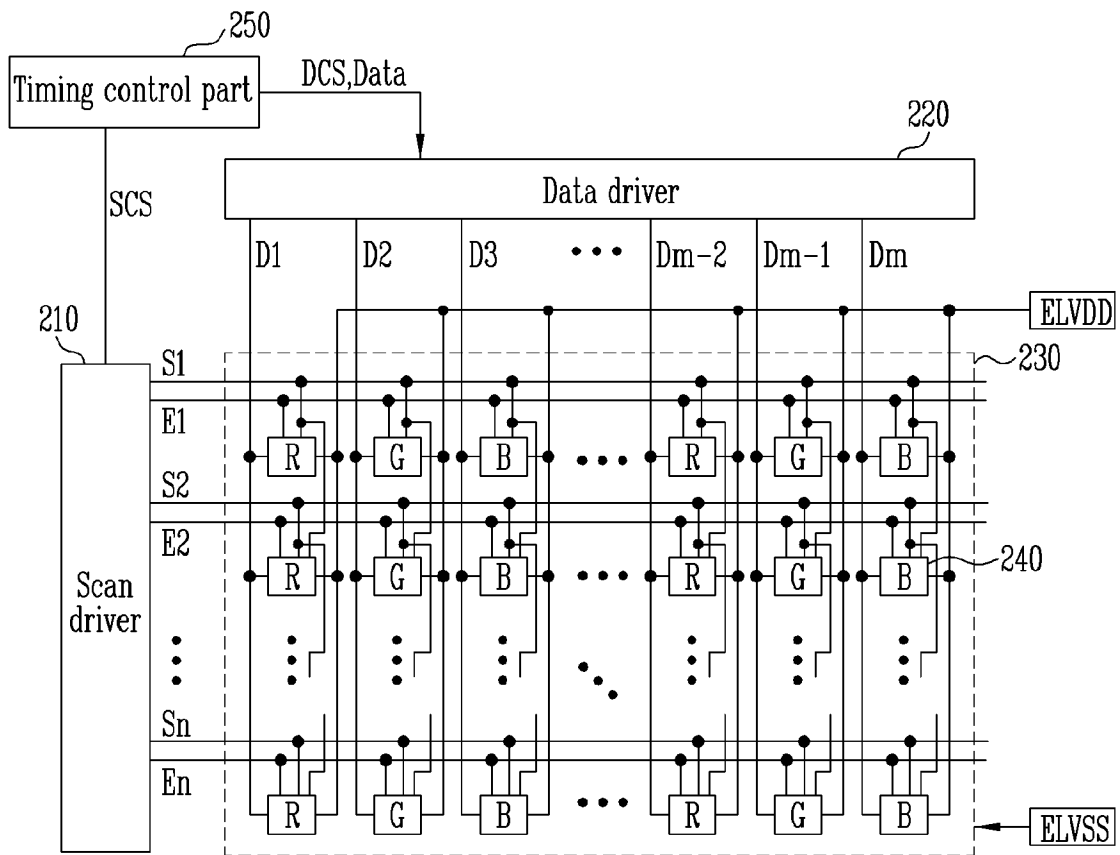 250
Timing control part
DCS,Data
220
Data driver
SCS
D1 D2 D3 Dm-2 Dm-1 Dm
ELVDD
210
230
S1
E1
R G B R G B
S2
E2
240
R G B R G B
Scan
driver
Sn
En
R G B R G B
ELVSS